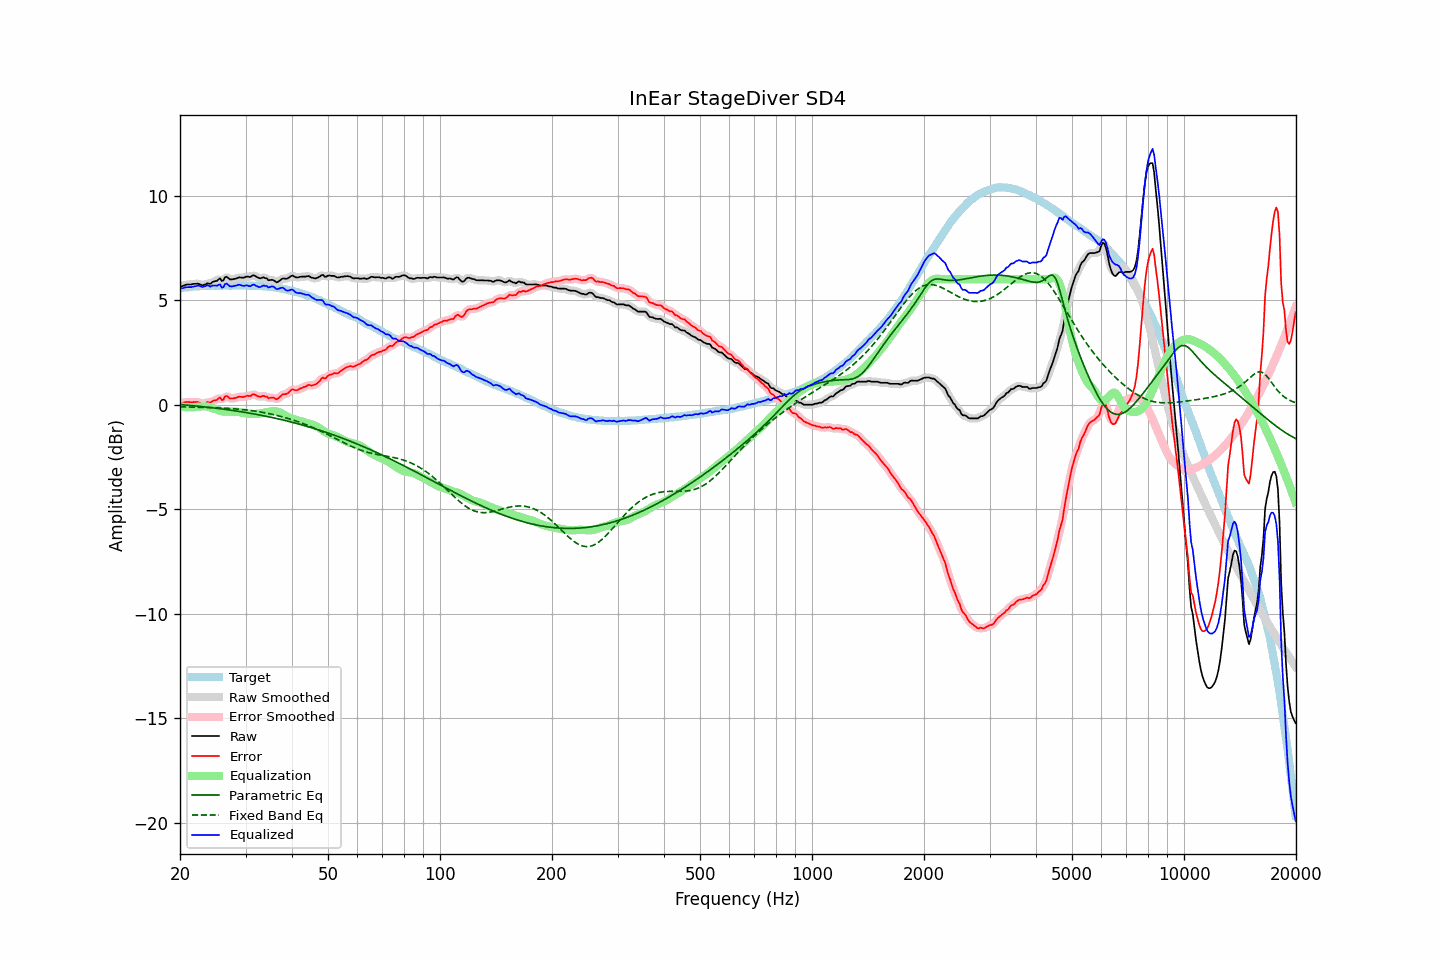 InEar StageDiver SD4
Amplitude (dBr)
10
5
0
−5
−10
−15
−20
Target
Raw Smoothed
Error Smoothed
Raw
Error
Equalization
Parametric Eq
Fixed Band Eq
Equalized
20 50 100 200 500 1000 2000 5000 10000 20000
Frequency (Hz)